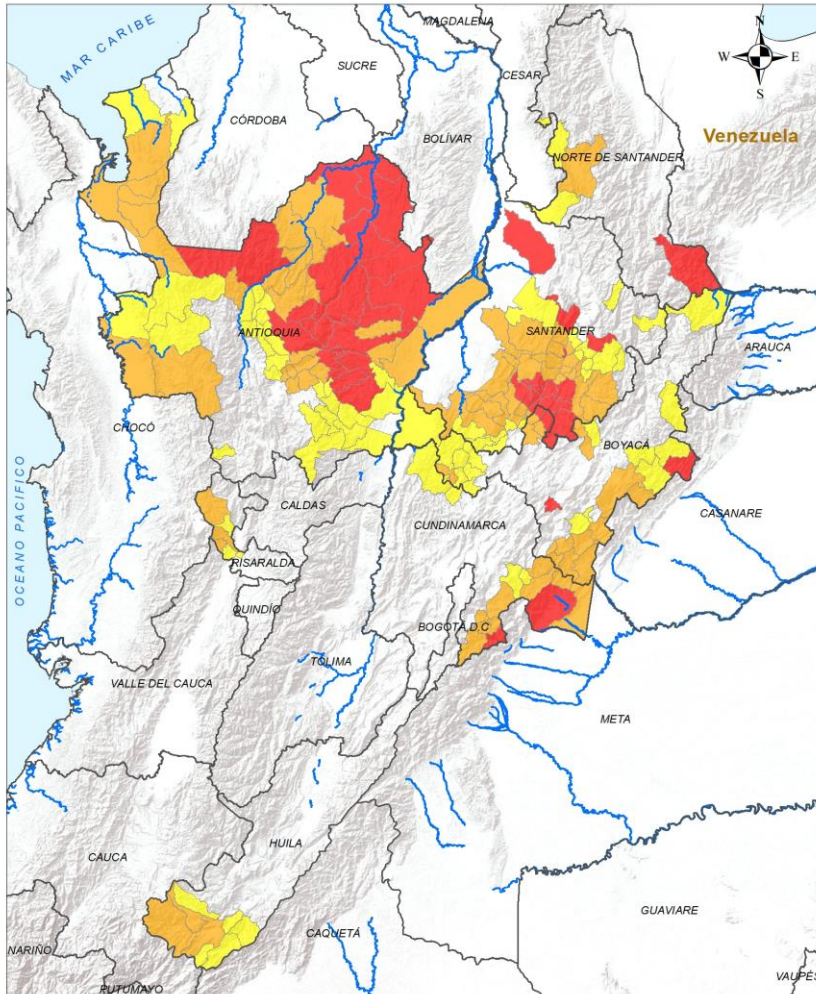 MAGDALENA
N
MAR CARIBE
SUCRE
CESAR
W
E
S
CÓRDOBA
BOLÍVAR
Venezuela
NORTE DE SANTANDER
ANTIOQUIA
SANTANDER
ARAUCA
CHOCÓ
BOYACÁ
CALDAS
CUNDINAMARCA
CASANARE
OCEANO PACIFICO
RISARALDA
QUINDÍO
BOGOTÁ, D.C
TOLIMA
VALLE DEL CAUCA
META
HUILA
CAUCA
GUAVIARE
CAQUETÁ
NARIÑO
PUTUMAYO
VAUPÉS